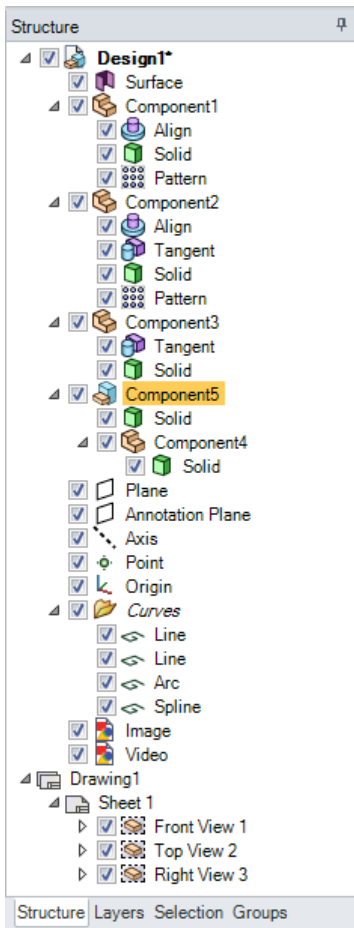 Structure
Design1*
Surface
Component1
Align
Solid
Pattern
Component2
Align
Tangent
Solid
Pattern
Component3
Tangent
Solid
Component5
Solid
Component4
Solid
Plane
Annotation Plane
Axis
Point
Origin
Curves
Line
Line
Arc
Spline
Image
Video
Drawing1
Sheet 1
Front View 1
Top View 2
Right View 3
Structure Layers Selection Groups